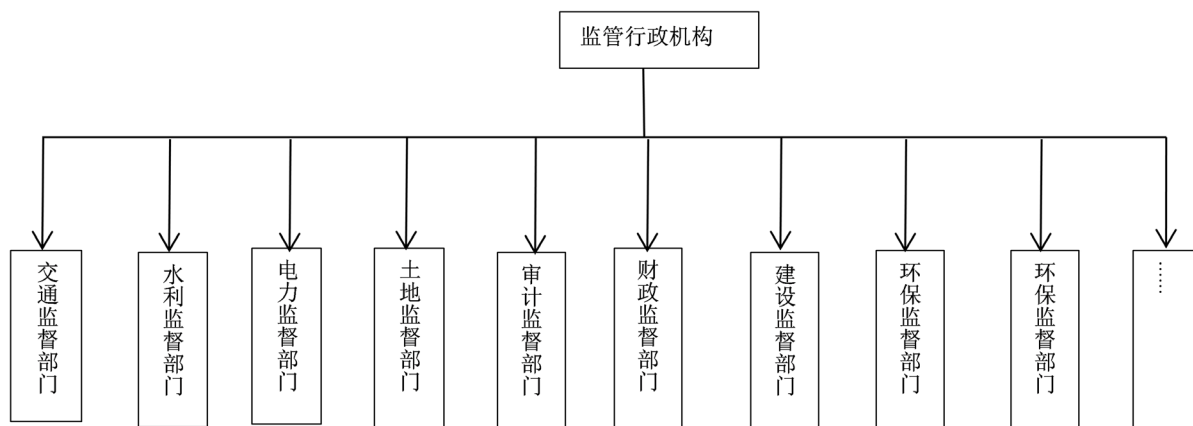 监管行政机构
交通监督部门
水利监督部门
电力监督部门
土地监督部门
审计监督部门
财政监督部门
建设监督部门
环保监督部门
环保监督部门
……